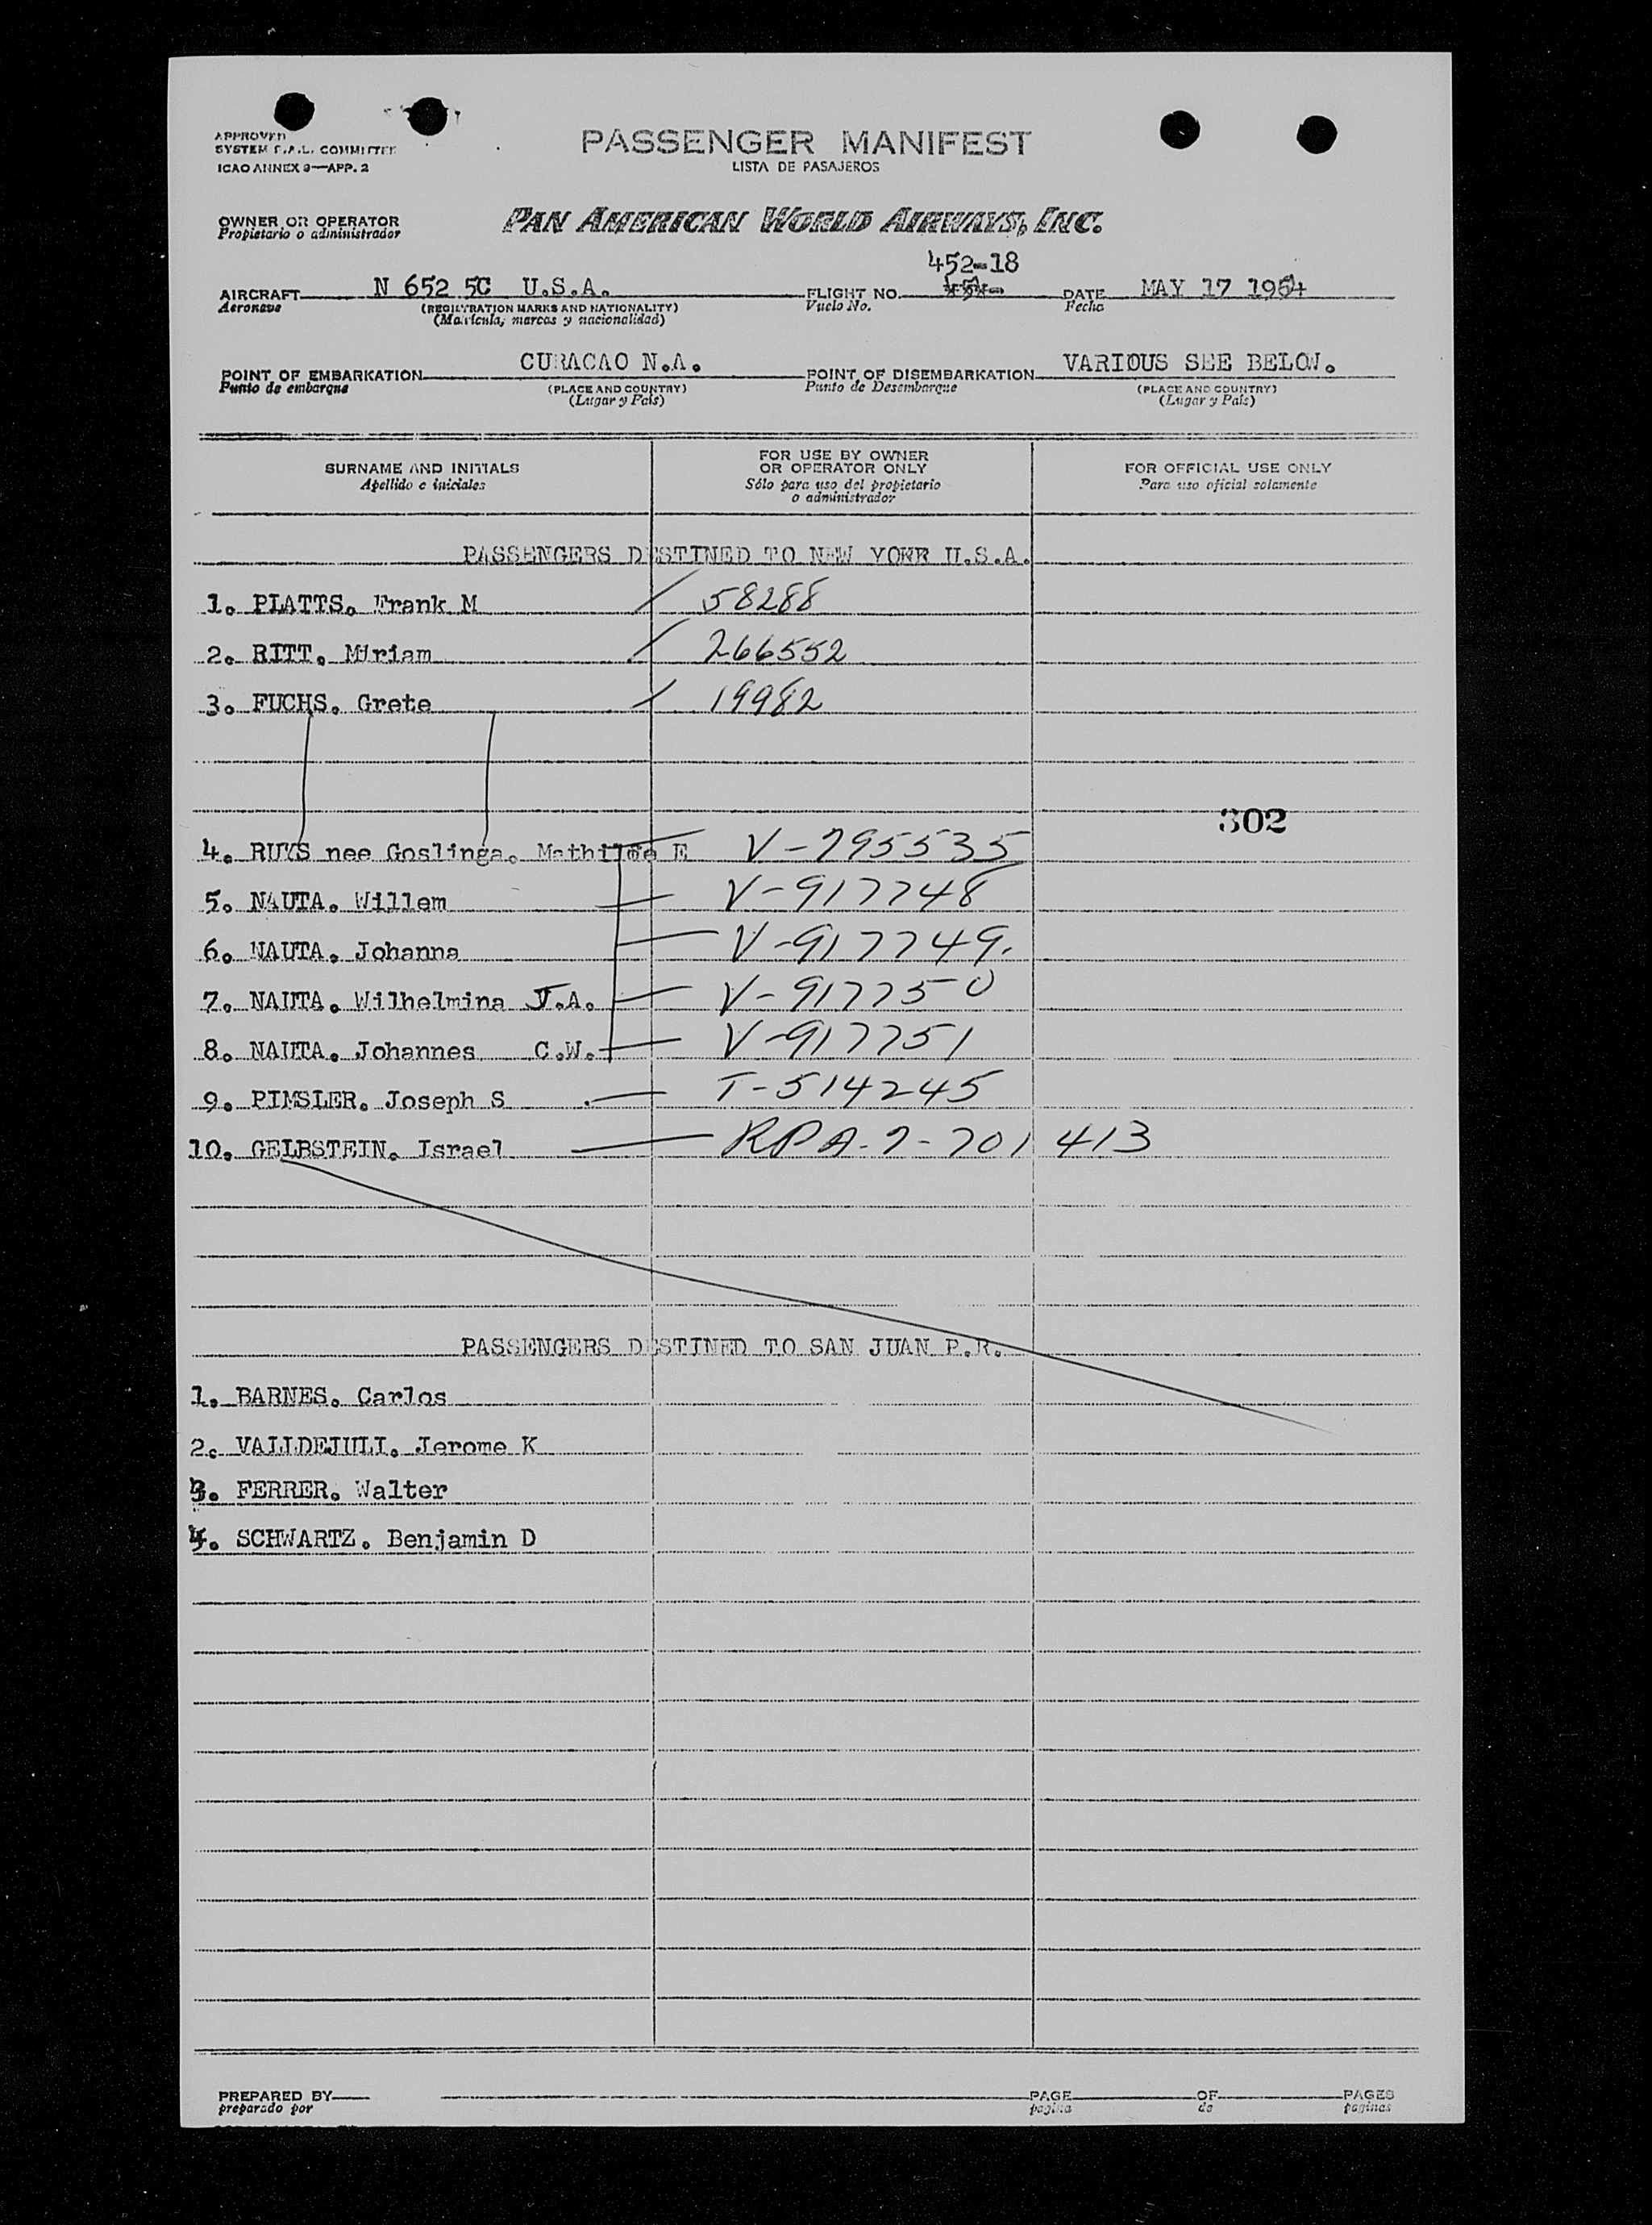 APPROVED
SYSTEM F.A.L. COMMITTEE
ICAO ANNEX 9—APP. 2
PASSENGER MANIFEST
LISTA DE PASAJEROS
OWNER OR OPERATOR
Propietario o administrador
PAN AMERICAN WORLD AIRWAYS, INC.
452-18
AIRCRAFT N 652 5C U.S.A. FLIGHT NO. DATE MAY 17 1954
Aeronave (REGISTRATION MARKS AND NATIONALITY) Vuelo No. Fecha
(Matrícula, marcas y nacionalidad)
POINT OF EMBARKATION CURACAO N.A. POINT OF DISEMBARKATION VARIOUS SEE BELOW.
Punto de embarque (PLACE AND COUNTRY) Punto de Desembarque (PLACE AND COUNTRY)
(Lugar y País) (Lugar y País)
SURNAME AND INITIALS
Apellido e iniciales
FOR USE BY OWNER
OR OPERATOR ONLY
Sólo para uso del propietario
o administrador
FOR OFFICIAL USE ONLY
Para uso oficial solamente
PASSENGERS DESTINED TO NEW YORK U.S.A.
1. PLATTS. Frank M 58288
2. RITT. Miriam 266552
3. FUCHS. Grete 19982
302
4. RUYS nee Goslinga. Mathilde E V-795535
5. NAUTA. Willem V-917748
6. NAUTA. Johanna V-917749.
7. NAUTA. Wilhelmina J.A. V-917750
8. NAUTA. Johannes C.W. V-917751
9. PIMSLER. Joseph S T-514245
10. GELBSTEIN. Israel RPA-7-701413
PASSENGERS DESTINED TO SAN JUAN P.R.
1. BARNES. Carlos
2. VALLDEJULI. Jerome K
3. FERRER. Walter
4. SCHWARTZ. Benjamin D
PREPARED BY PAGE OF PAGES
preparado por pagina de paginas